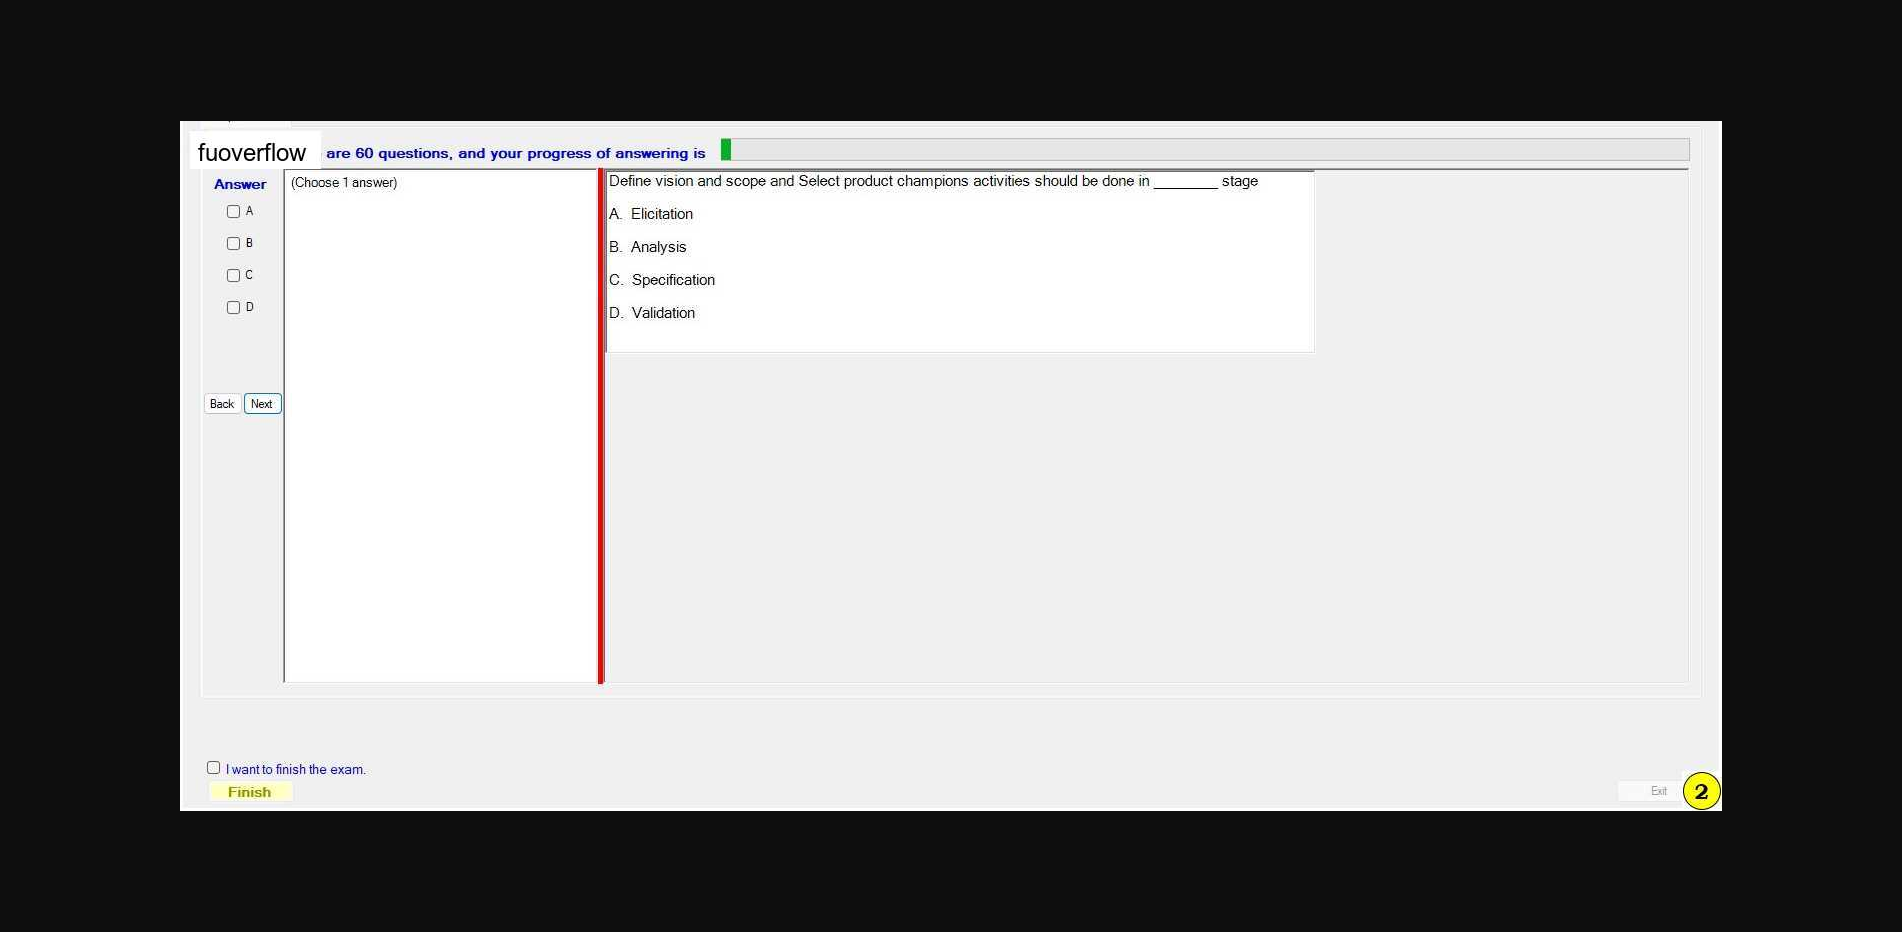 fuoverflow are 60 questions, and your progress of answering is
Answer
A
B
C
D
Back Next
(Choose 1 answer)
Define vision and scope and Select product champions activities should be done in ________ stage
A. Elicitation
B. Analysis
C. Specification
D. Validation
I want to finish the exam.
Finish
Exit
2